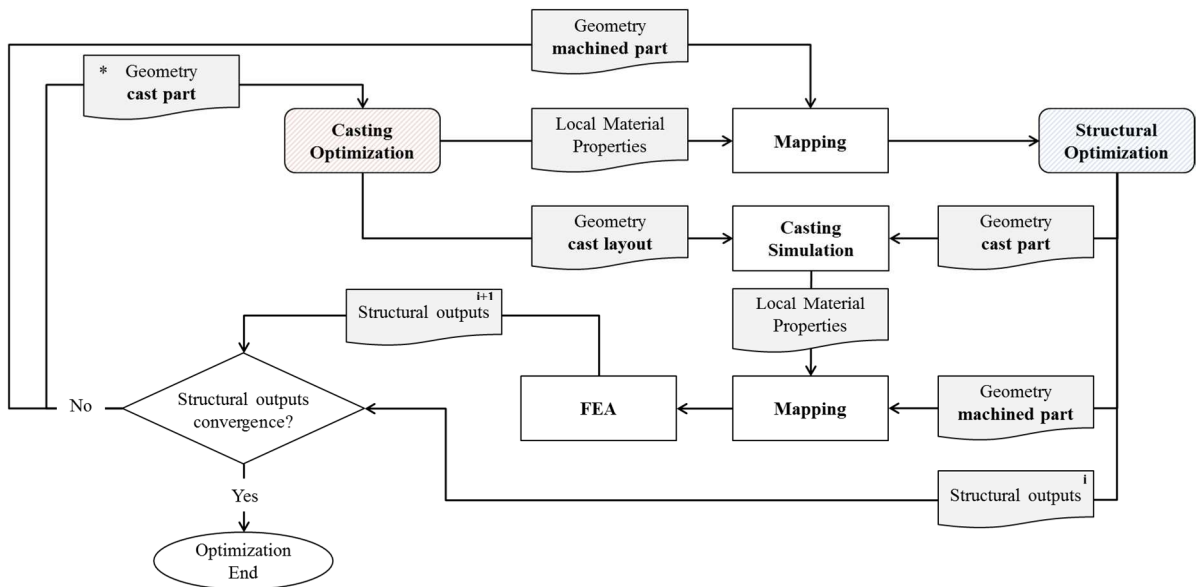 Geometry
machined part
* Geometry
cast part
Casting
Optimization
Local Material
Properties
Mapping
Structural
Optimization
Geometry
cast layout
Casting
Simulation
Geometry
cast part
Structural outputs i+1
Local Material
Properties
No
Structural outputs
convergence?
FEA
Mapping
Geometry
machined part
Yes
Structural outputs i
Optimization
End